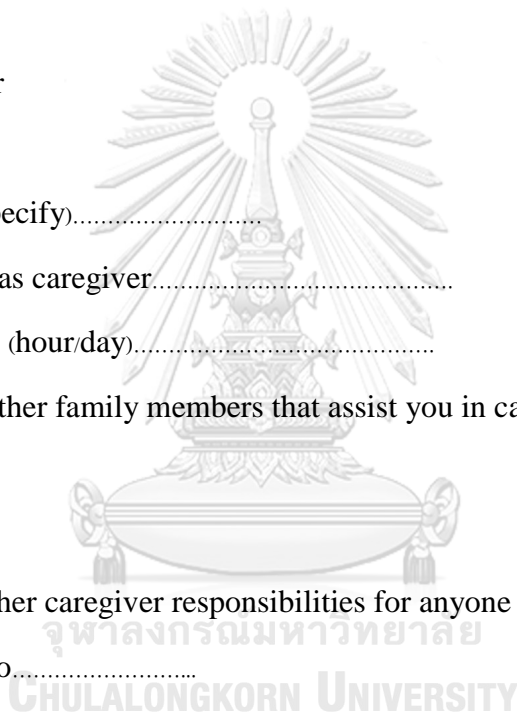 r
ecify)...........................
as caregiver...........................................
(hour/day)...........................................
ther family members that assist you in ca
her caregiver responsibilities for anyone
จุฬาลงกรณ์มหาวิทยาลัย
o..........................
CHULALONGKORN UNIVERSITY